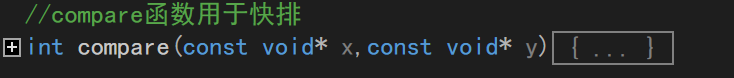 //compare函数用于快排
int compare(const void* x,const void* y){ ... }